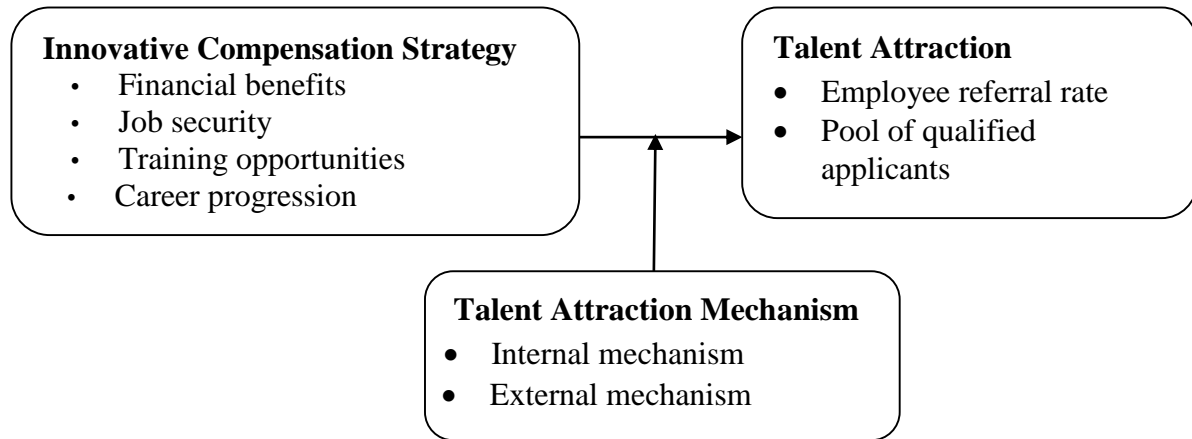 Innovative Compensation Strategy
• Financial benefits
• Job security
• Training opportunities
• Career progression
Talent Attraction
• Employee referral rate
• Pool of qualified
applicants
Talent Attraction Mechanism
• Internal mechanism
• External mechanism